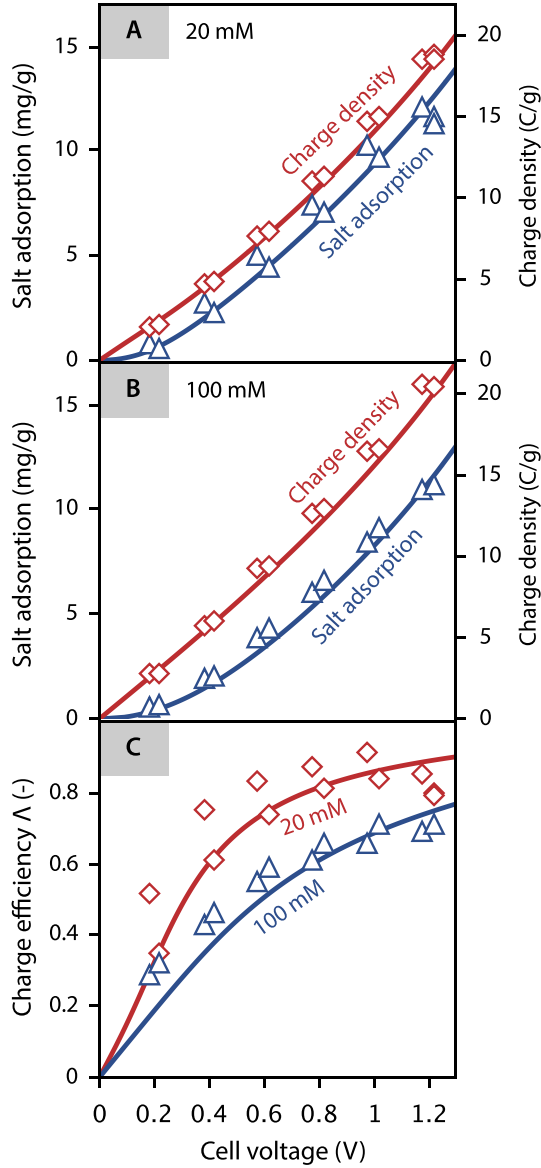 A 20 mM
Salt adsorption (mg/g)
15
10
5
0
Charge density
Salt adsorption
20
15
10
5
0
Charge density (C/g)
B 100 mM
Salt adsorption (mg/g)
15
10
5
0
Charge density
Salt adsorption
20
15
10
5
0
Charge density (C/g)
C
Charge efficiency Λ (-)
0.8
0.6
0.4
0.2
0
20 mM
100 mM
0 0.2 0.4 0.6 0.8 1 1.2
Cell voltage (V)